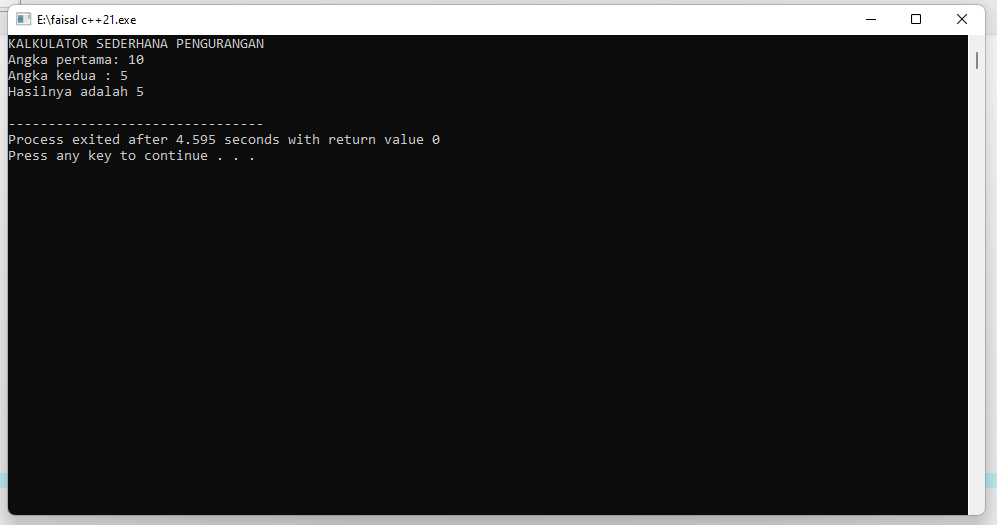 E:\faisal c++21.exe
KALKULATOR SEDERHANA PENGURANGAN
Angka pertama: 10
Angka kedua : 5
Hasilnya adalah 5
--------------------------------
Process exited after 4.595 seconds with return value 0
Press any key to continue . . .